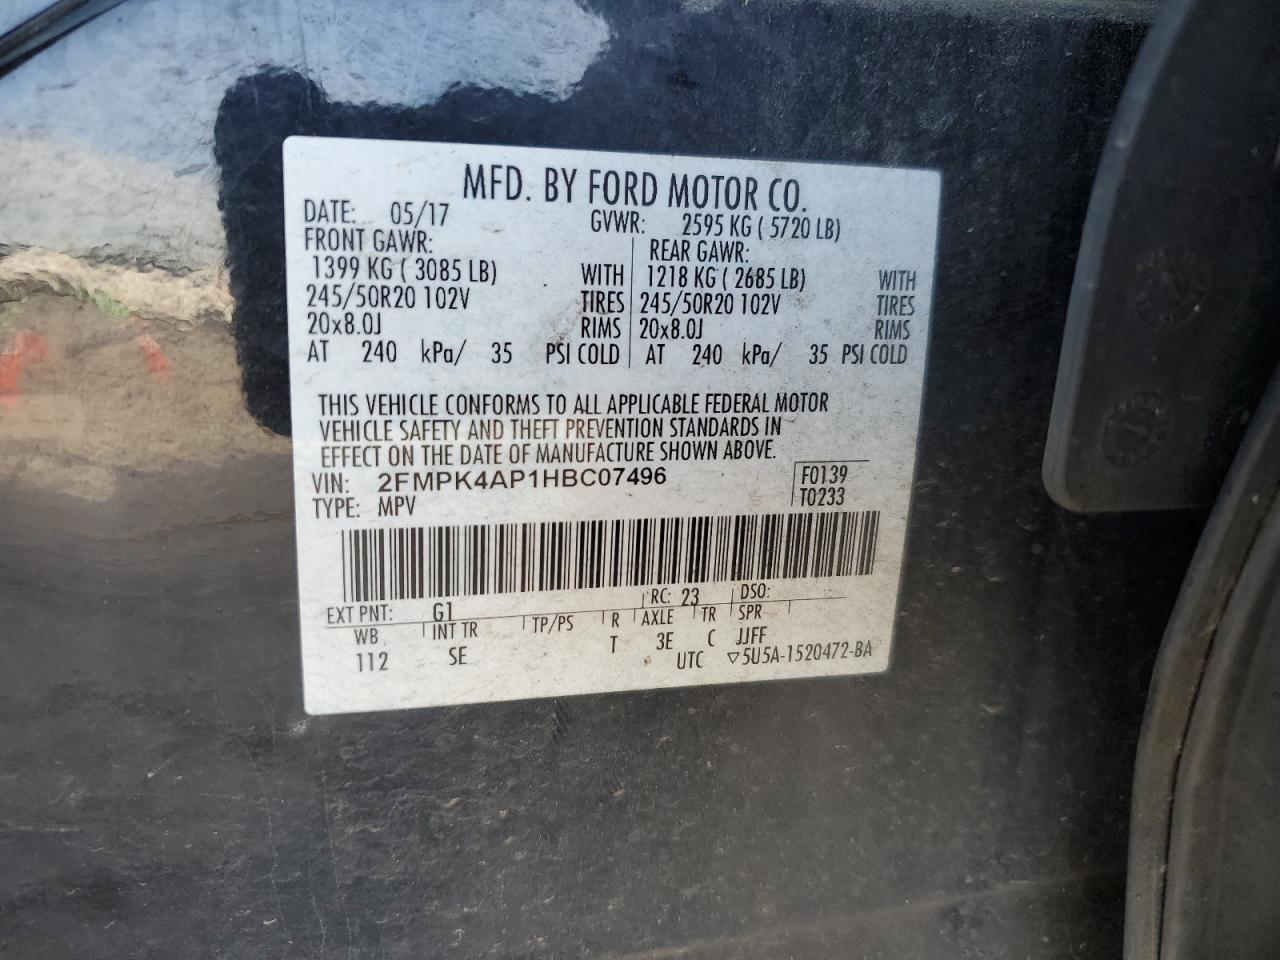 MFD. BY FORD MOTOR CO.
DATE: 05/17 GVWR: 2595 KG ( 5720 LB)
FRONT GAWR: REAR GAWR:
1399 KG ( 3085 LB) WITH 1218 KG ( 2685 LB) WITH
245/50R20 102V TIRES 245/50R20 102V TIRES
20x8.0J RIMS 20x8.0J RIMS
AT 240 kPa/ 35 PSI COLD AT 240 kPa/ 35 PSI COLD
THIS VEHICLE CONFORMS TO ALL APPLICABLE FEDERAL MOTOR
VEHICLE SAFETY AND THEFT PREVENTION STANDARDS IN
EFFECT ON THE DATE OF MANUFACTURE SHOWN ABOVE.
VIN: 2FMPK4AP1HBC07496 F0139
TYPE: MPV T0233
EXT PNT: G1 RC: 23 DSO:
WB INT TR TP/PS R AXLE TR SPR
112 SE T 3E C JJFF
UTC ▽5U5A-1520472-BA